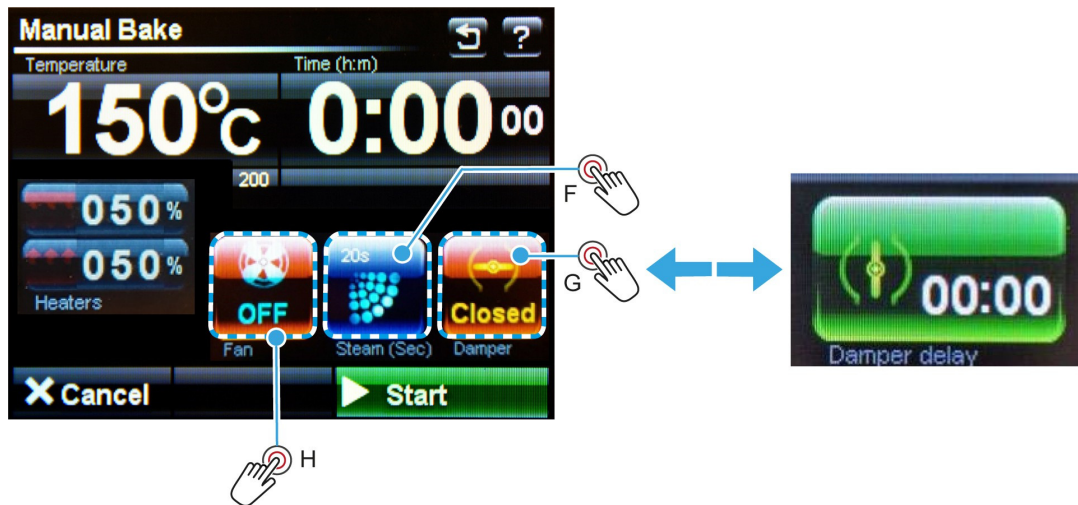 Manual Bake
?
Temperature
Time (h:m)
150°C
0:00 00
200
050%
050%
Heaters
OFF
Fan
20s
Steam (Sec)
Closed
Damper
Cancel
Start
F
G
H
00:00
Damper delay